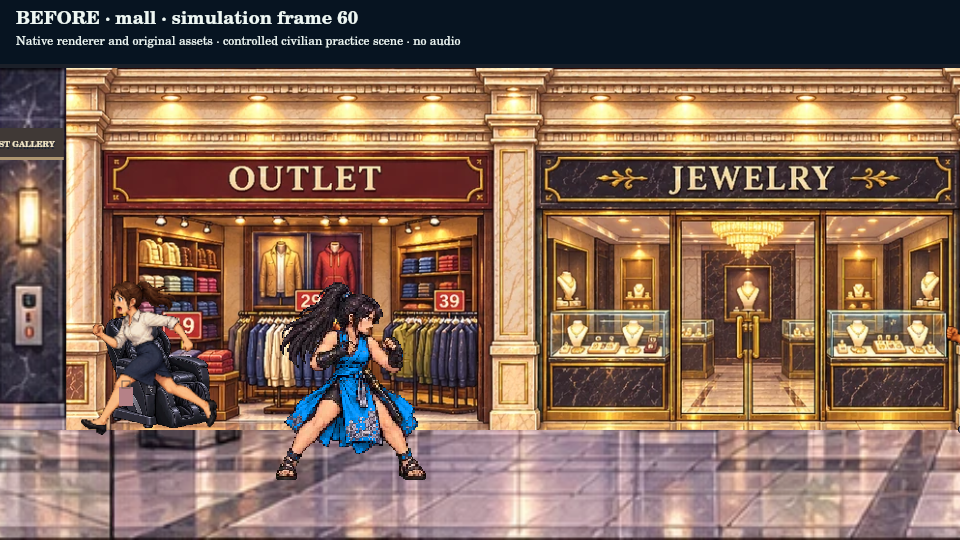 BEFORE · mall · simulation frame 60
Native renderer and original assets · controlled civilian practice scene · no audio
ST GALLERY
OUTLET
JEWELRY
29
39
9